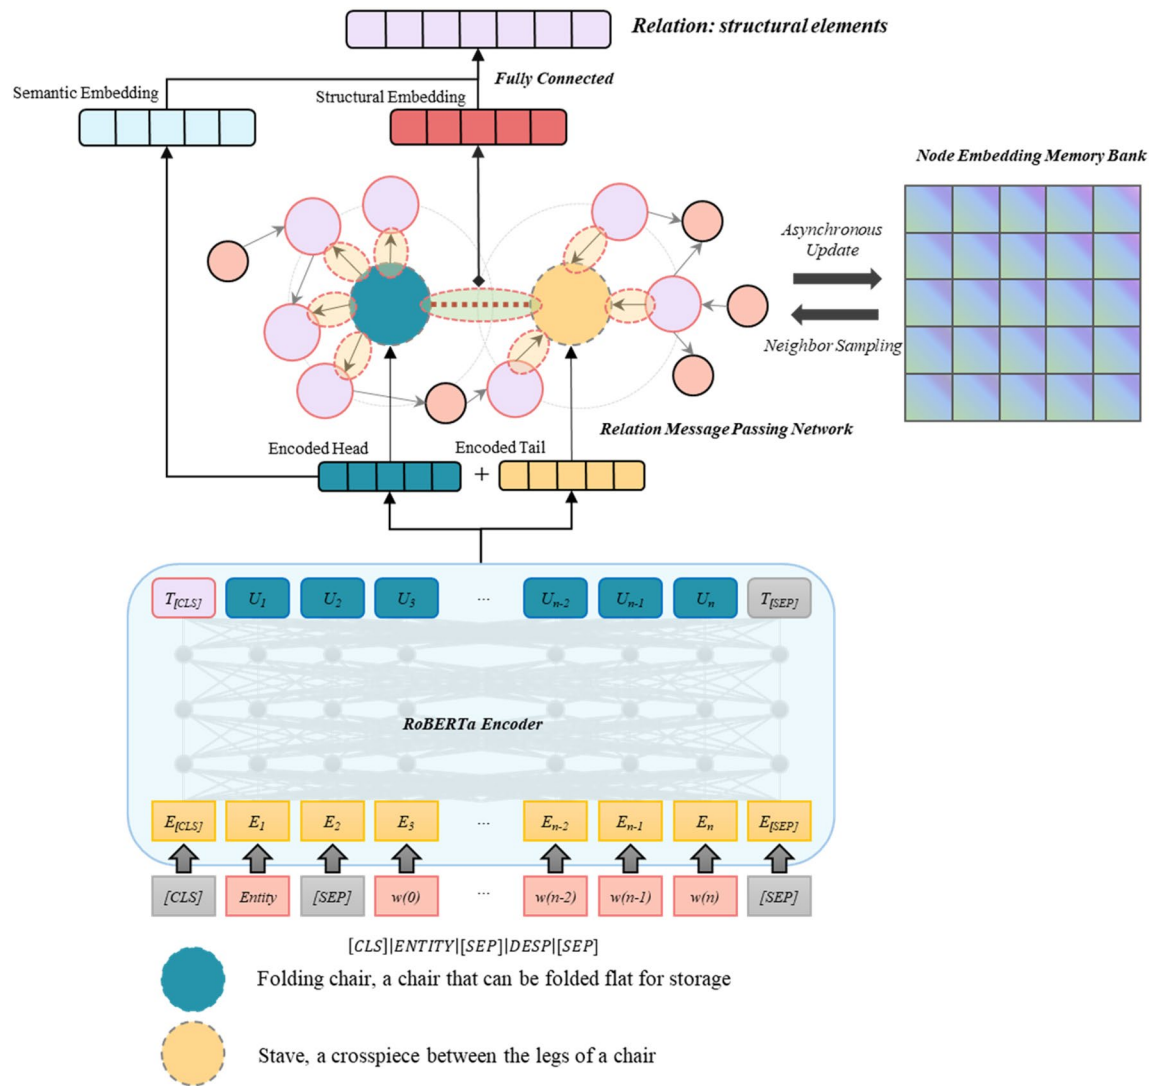 Relation: structural elements
Fully Connected
Semantic Embedding
Structural Embedding
Node Embedding Memory Bank
Asynchronous
Update
Neighbor Sampling
Relation Message Passing Network
Encoded Head
Encoded Tail
+
T[CLS] U1 U2 U3 ... Un-2 Un-1 Un T[SEP]
RoBERTa Encoder
E[CLS] E1 E2 E3 ... En-2 En-1 En E[SEP]
[CLS] Entity [SEP] w(0) ... w(n-2) w(n-1) w(n) [SEP]
[CLS]|ENTITY|[SEP]|DESP|[SEP]
Folding chair, a chair that can be folded flat for storage
Stave, a crosspiece between the legs of a chair